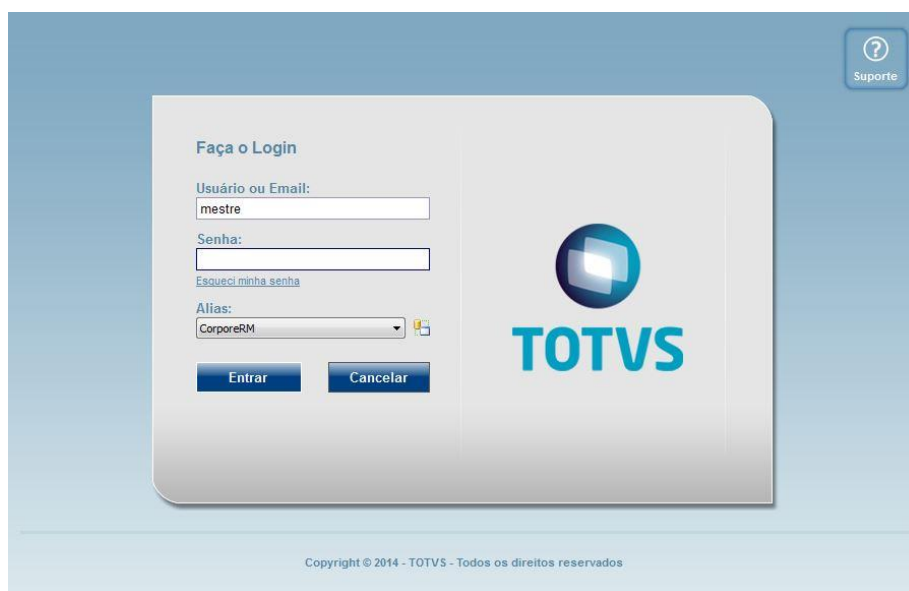 Suporte
Faça o Login
Usuário ou Email:
mestre
Senha:
Esqueci minha senha
Alias:
CorporeRM
Entrar
Cancelar
TOTVS
Copyright © 2014 - TOTVS - Todos os direitos reservados